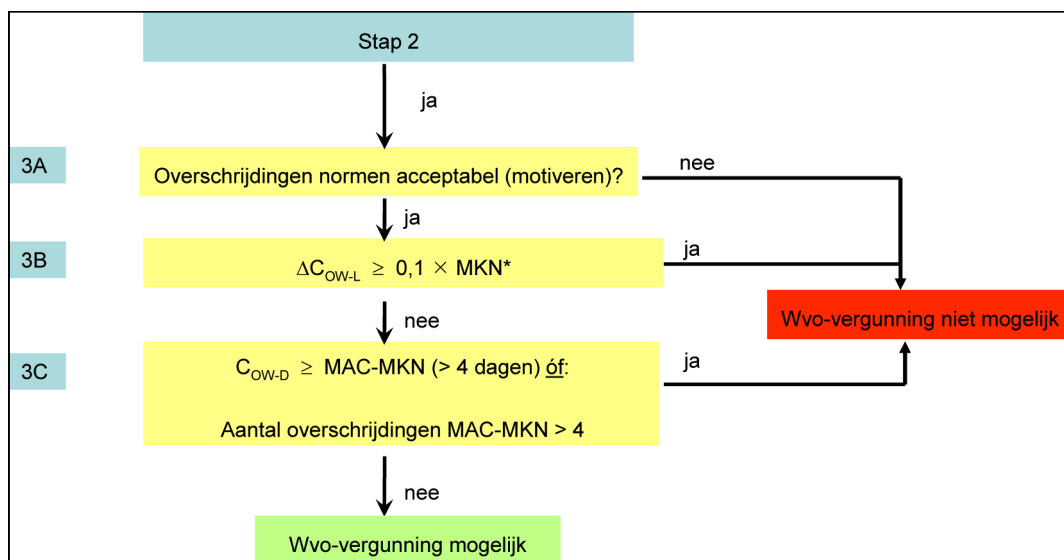 Stap 2
ja
3A
Overschrijdingen normen acceptabel (motiveren)?
nee
ja
3B
ΔC_OW-L ≥ 0,1 × MKN*
ja
Wvo-vergunning niet mogelijk
nee
3C
C_OW-D ≥ MAC-MKN (> 4 dagen) óf:
ja
Aantal overschrijdingen MAC-MKN > 4
nee
Wvo-vergunning mogelijk